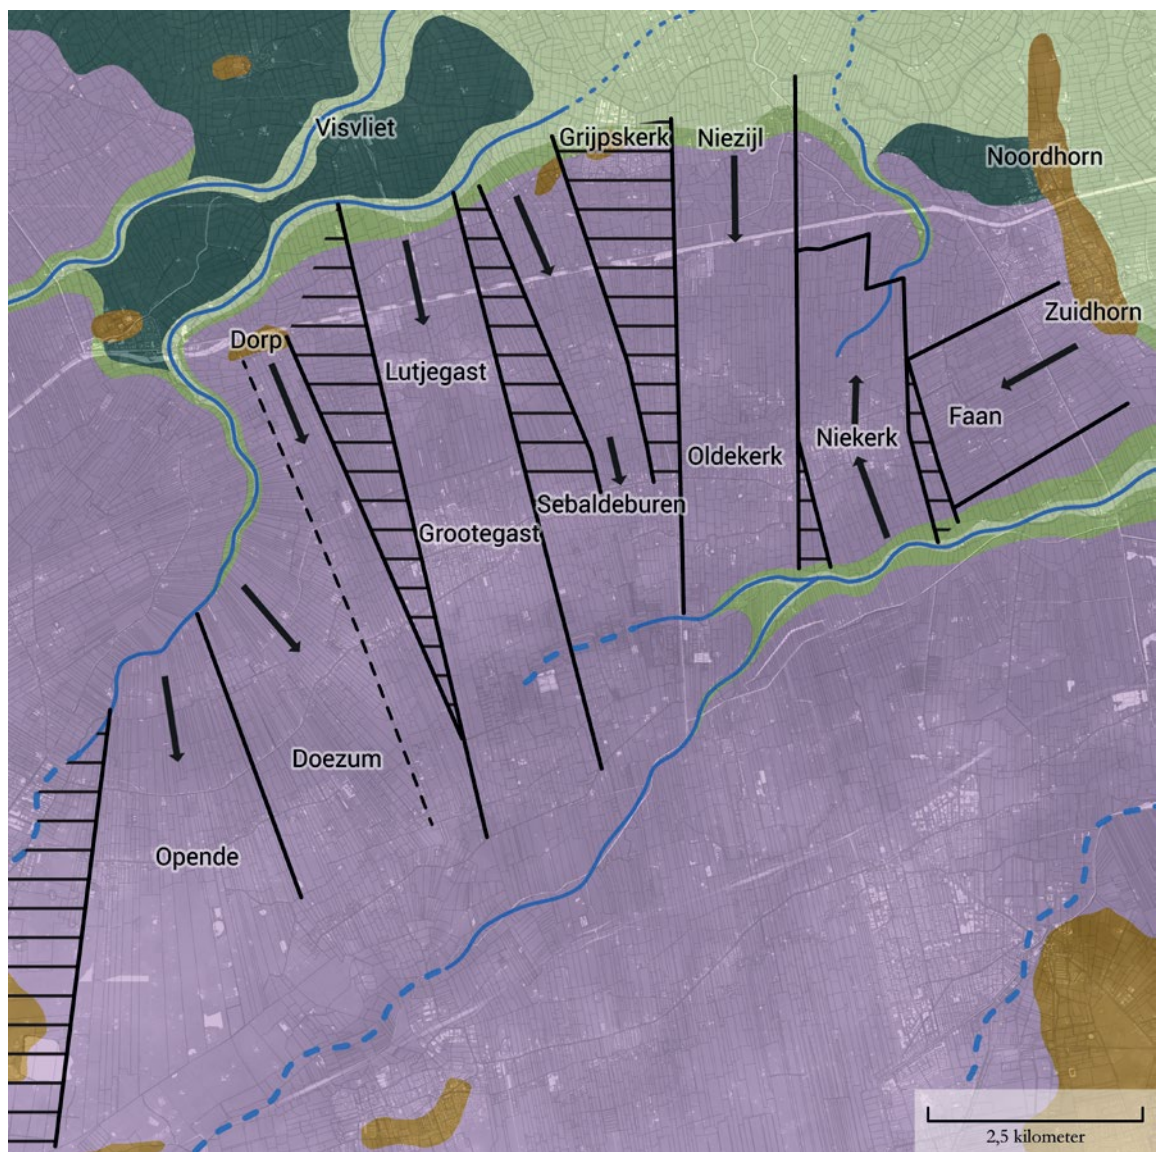 Visvliet
Grijpskerk
Niezijl
Noordhorn
Zuidhorn
Dorp
Lutjegast
Faan
Niekerk
Oldekerk
Sebaldeburen
Grootegast
Doezum
Opende
2,5 kilometer